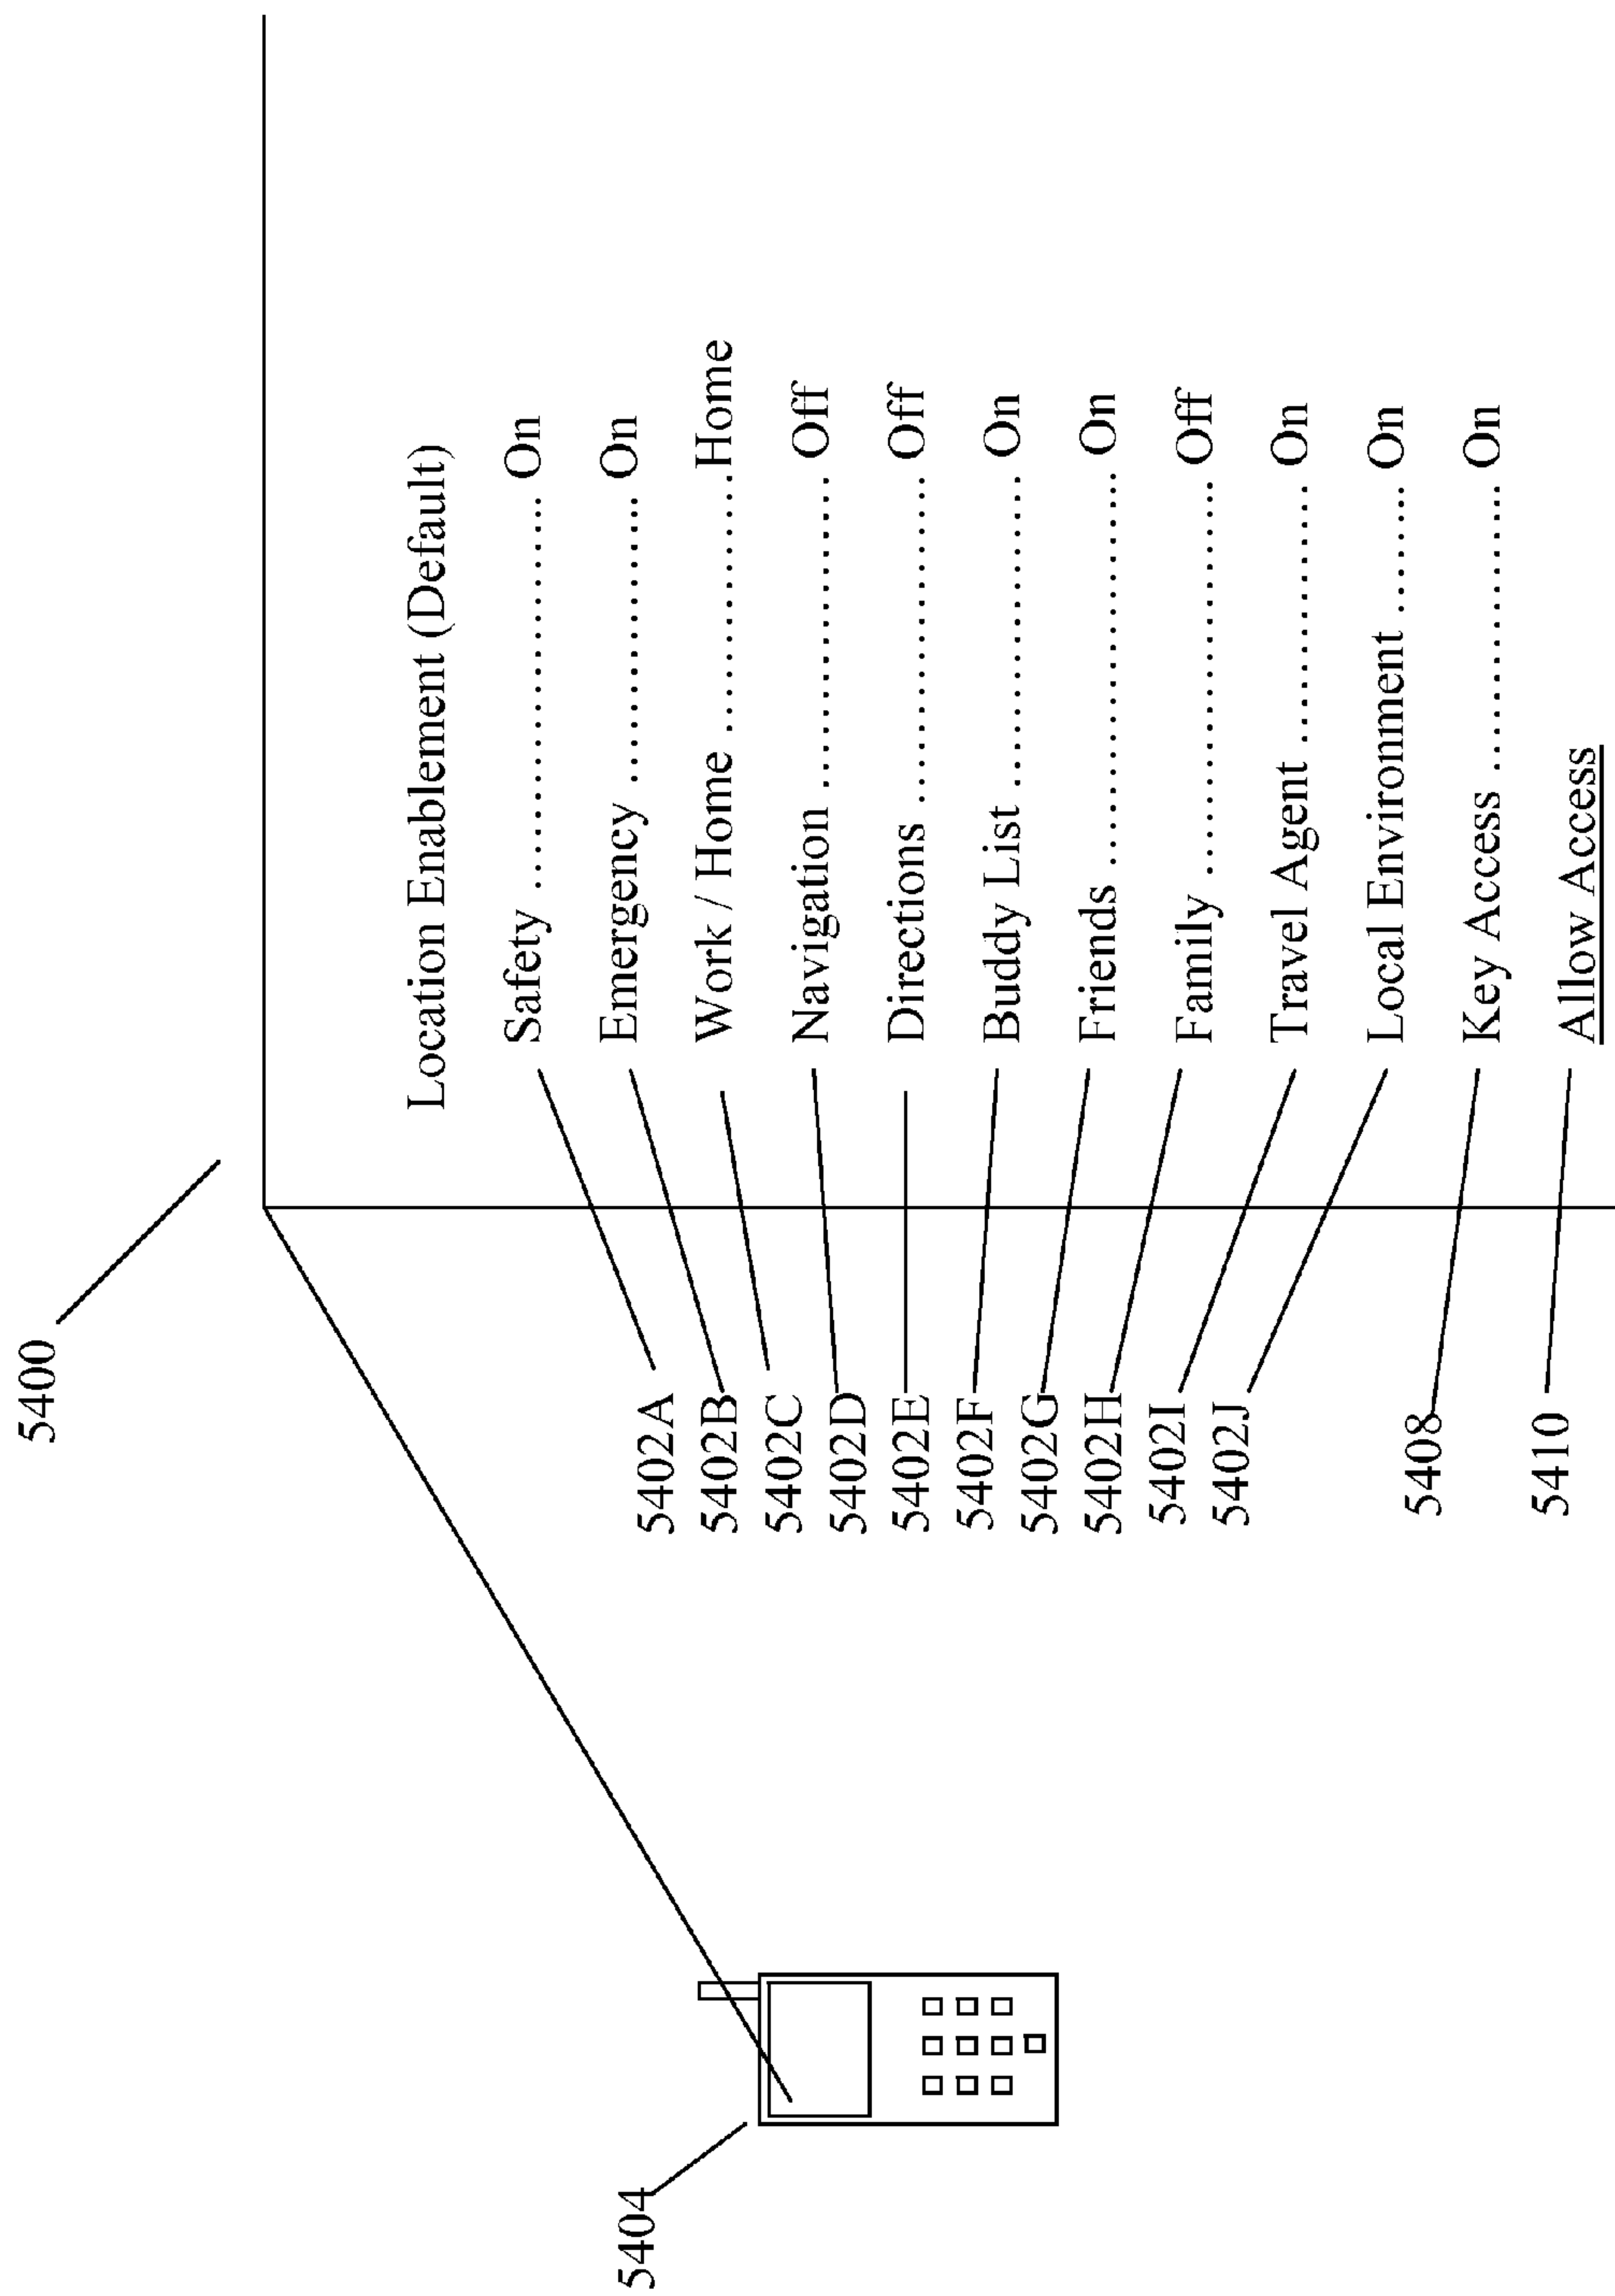 5400
Location Enablement (Default)
5402A Safety .......................... On
5402B Emergency ................ On
5402C Work / Home ............... Home
5402D Navigation .................. Off
5402E Directions ................... Off
5402F Buddy List .................. On
5402G Friends ....................... On
5402H Family ....................... Off
5402I Travel Agent ............... On
5402J Local Environment ........ On
5408 Key Access ................. On
5410 Allow Access
5404